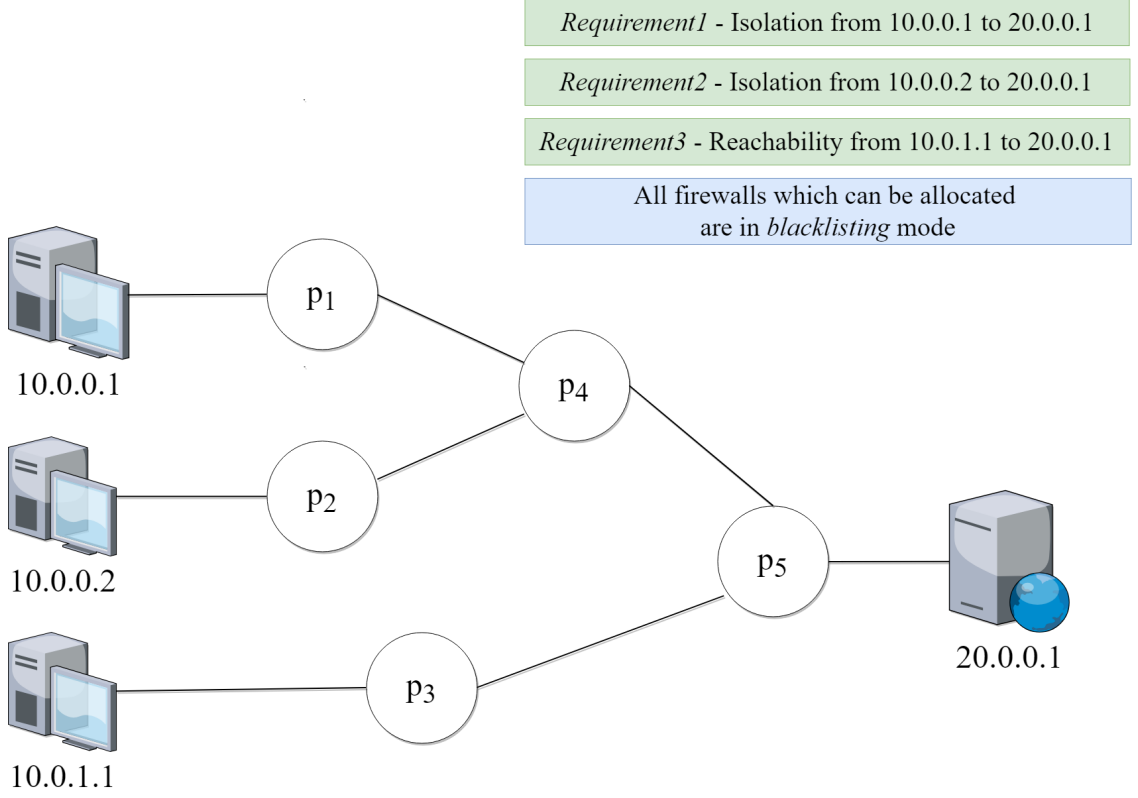 Requirement1 - Isolation from 10.0.0.1 to 20.0.0.1
Requirement2 - Isolation from 10.0.0.2 to 20.0.0.1
Requirement3 - Reachability from 10.0.1.1 to 20.0.0.1
All firewalls which can be allocated
are in blacklisting mode
p1
10.0.0.1
p4
p2
10.0.0.2
p5
20.0.0.1
p3
10.0.1.1